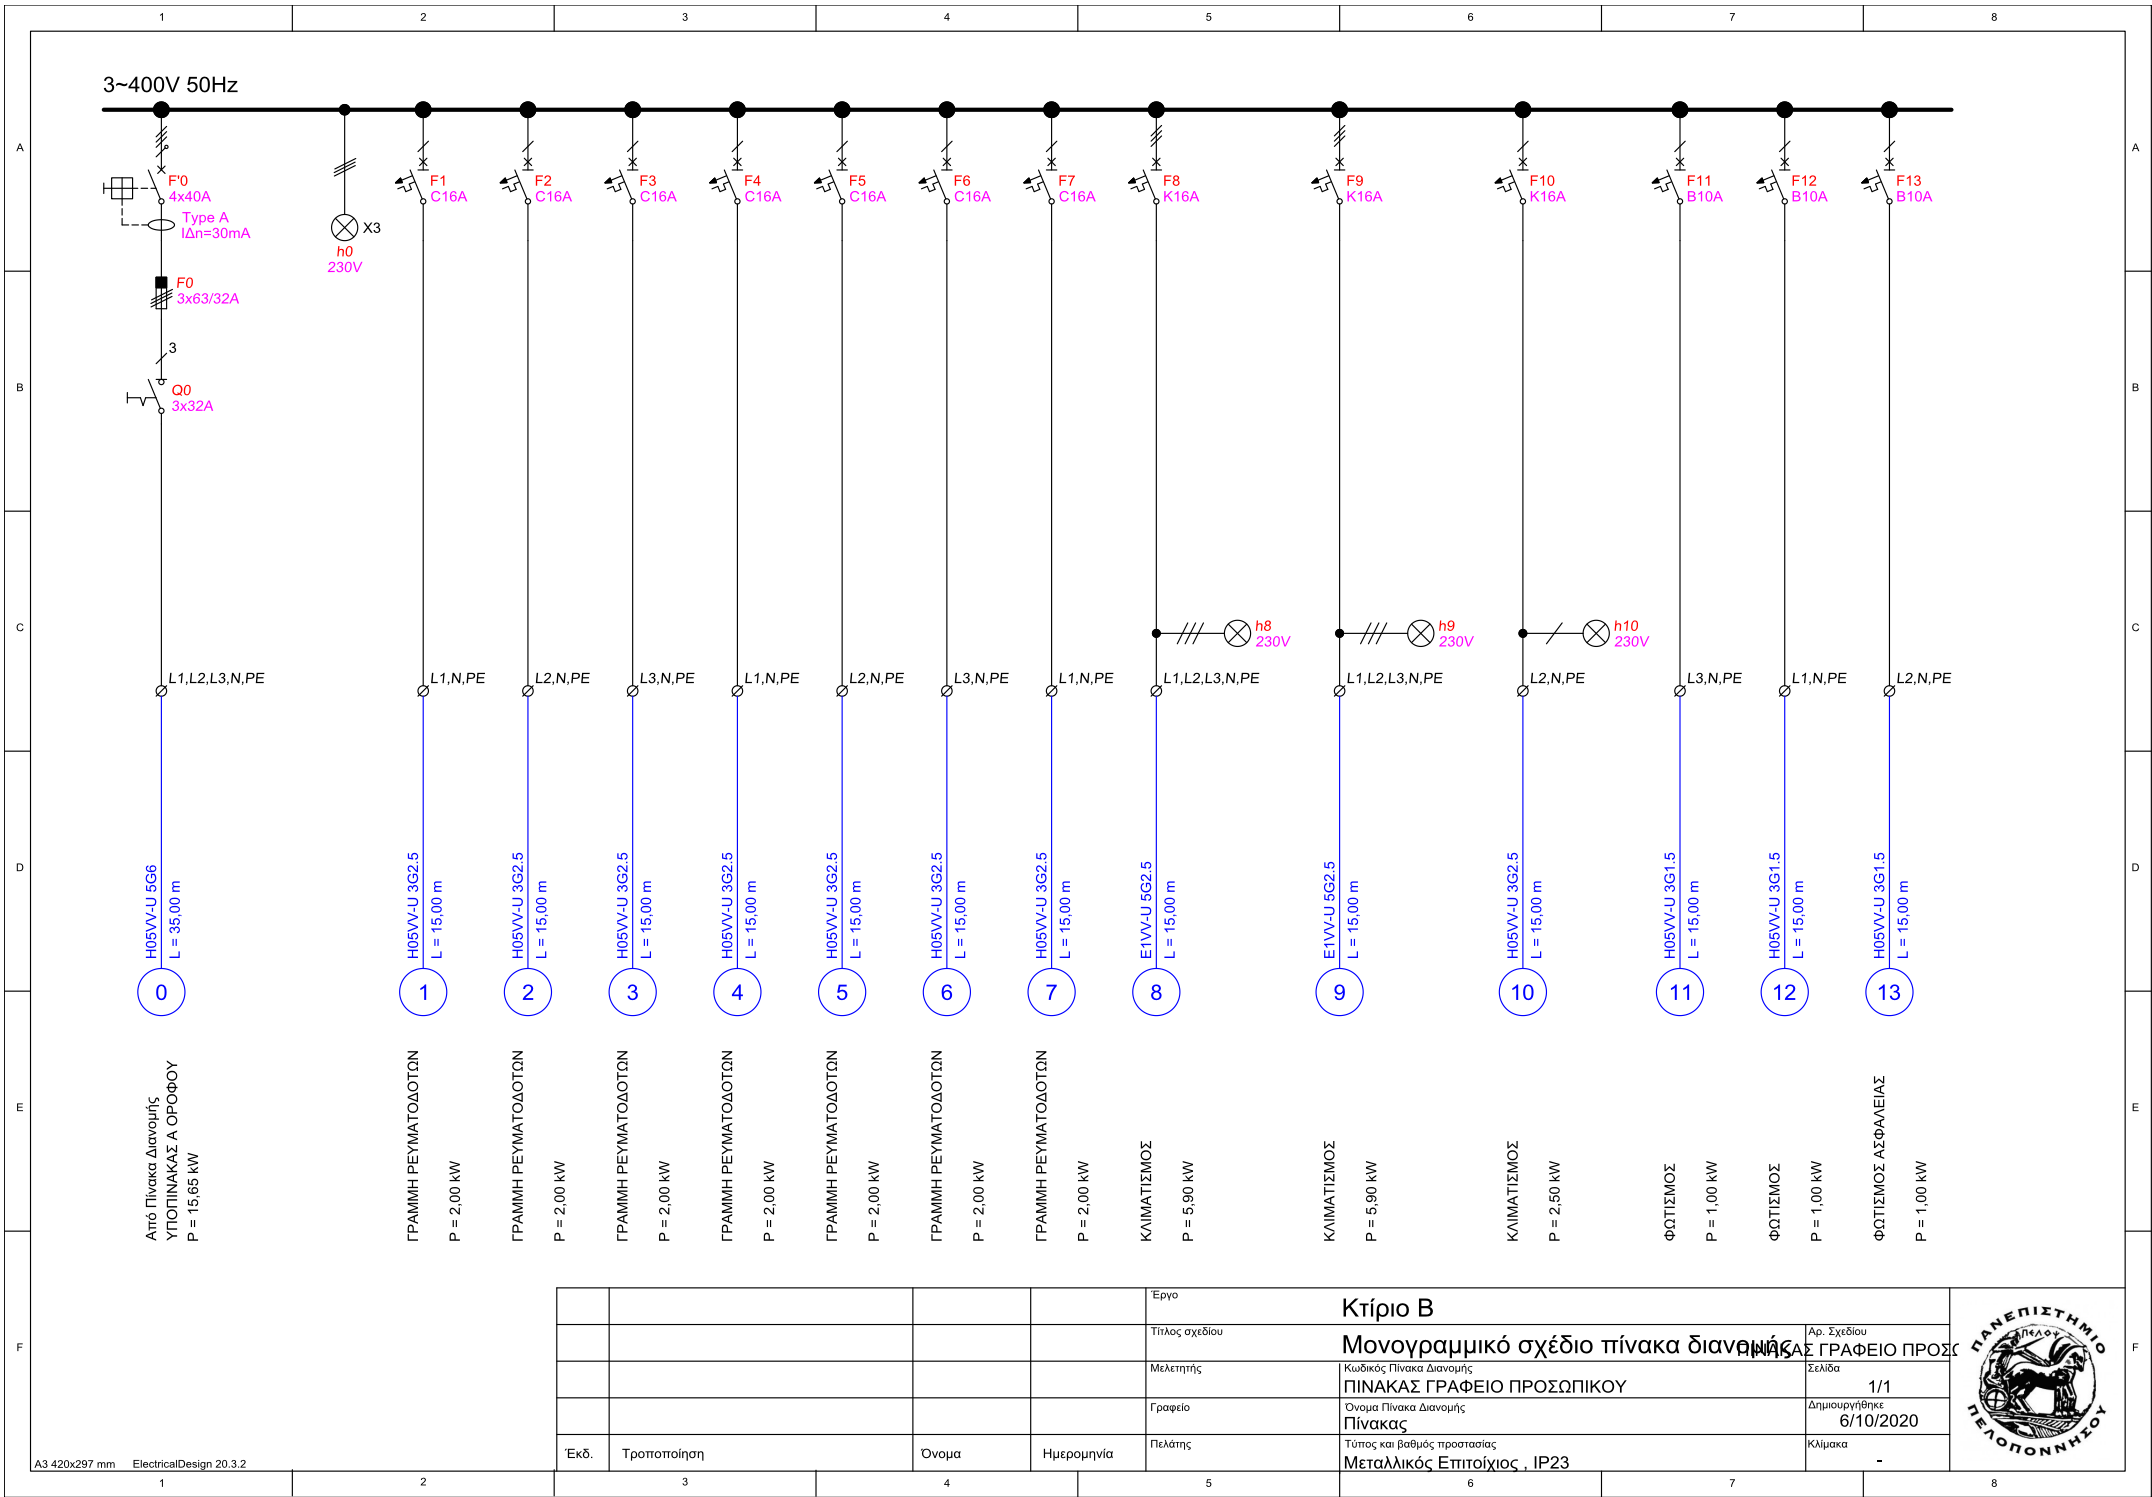 1 2 3 4 5 6 7 8
3~400V 50Hz
A A
F'0
4x40A
Type A
IΔn=30mA
F0
3x63/32A
3
Q0
3x32A
X3
h0
230V
F1
C16A
F2
C16A
F3
C16A
F4
C16A
F5
C16A
F6
C16A
F7
C16A
F8
K16A
F9
K16A
F10
K16A
F11
B10A
F12
B10A
F13
B10A
B B
C C
h8
230V
h9
230V
h10
230V
L1,L2,L3,N,PE
L1,N,PE
L2,N,PE
L3,N,PE
L1,N,PE
L2,N,PE
L3,N,PE
L1,N,PE
L1,L2,L3,N,PE
L1,L2,L3,N,PE
L2,N,PE
L3,N,PE
L1,N,PE
L2,N,PE
D D
H05VV-U 5G6
L = 35,00 m
H05VV-U 3G2.5
L = 15,00 m
H05VV-U 3G2.5
L = 15,00 m
H05VV-U 3G2.5
L = 15,00 m
H05VV-U 3G2.5
L = 15,00 m
H05VV-U 3G2.5
L = 15,00 m
H05VV-U 3G2.5
L = 15,00 m
H05VV-U 3G2.5
L = 15,00 m
E1VV-U 5G2.5
L = 15,00 m
E1VV-U 5G2.5
L = 15,00 m
H05VV-U 3G2.5
L = 15,00 m
H05VV-U 3G1.5
L = 15,00 m
H05VV-U 3G1.5
L = 15,00 m
H05VV-U 3G1.5
L = 15,00 m
0 1 2 3 4 5 6 7 8 9 10 11 12 13
E E
Από Πίνακα Διανομής
ΥΠΟΠΙΝΑΚΑΣ Α ΟΡΟΦΟΥ
P = 15,65 kW
ΓΡΑΜΜΗ ΡΕΥΜΑΤΟΔΟΤΩΝ
P = 2,00 kW
ΓΡΑΜΜΗ ΡΕΥΜΑΤΟΔΟΤΩΝ
P = 2,00 kW
ΓΡΑΜΜΗ ΡΕΥΜΑΤΟΔΟΤΩΝ
P = 2,00 kW
ΓΡΑΜΜΗ ΡΕΥΜΑΤΟΔΟΤΩΝ
P = 2,00 kW
ΓΡΑΜΜΗ ΡΕΥΜΑΤΟΔΟΤΩΝ
P = 2,00 kW
ΓΡΑΜΜΗ ΡΕΥΜΑΤΟΔΟΤΩΝ
P = 2,00 kW
ΓΡΑΜΜΗ ΡΕΥΜΑΤΟΔΟΤΩΝ
P = 2,00 kW
ΚΛΙΜΑΤΙΣΜΟΣ
P = 5,90 kW
ΚΛΙΜΑΤΙΣΜΟΣ
P = 5,90 kW
ΚΛΙΜΑΤΙΣΜΟΣ
P = 2,50 kW
ΦΩΤΙΣΜΟΣ
P = 1,00 kW
ΦΩΤΙΣΜΟΣ
P = 1,00 kW
ΦΩΤΙΣΜΟΣ ΑΣΦΑΛΕΙΑΣ
P = 1,00 kW
F F
Έργο
Κτίριο Β
Τίτλος σχεδίου
Μονογραμμικό σχέδιο πίνακα διανομής
Αρ. Σχεδίου
ΠΙΝΑΚΑΣ ΓΡΑΦΕΙΟ ΠΡΟΣΩ
Μελετητής
Κωδικός Πίνακα Διανομής
ΠΙΝΑΚΑΣ ΓΡΑΦΕΙΟ ΠΡΟΣΩΠΙΚΟΥ
Σελίδα
1/1
Γραφείο
Όνομα Πίνακα Διανομής
Πίνακας
Δημιουργήθηκε
6/10/2020
Έκδ. Τροποποίηση Όνομα Ημερομηνία
Πελάτης
Τύπος και βαθμός προστασίας
Μεταλλικός Επιτοίχιος , IP23
Κλίμακα
-
ΠΑΝΕΠΙΣΤΗΜΙΟ
ΠΕΛΟΠΟΝΝΗΣΟΥ
A3 420x297 mm ElectricalDesign 20.3.2
1 2 3 4 5 6 7 8